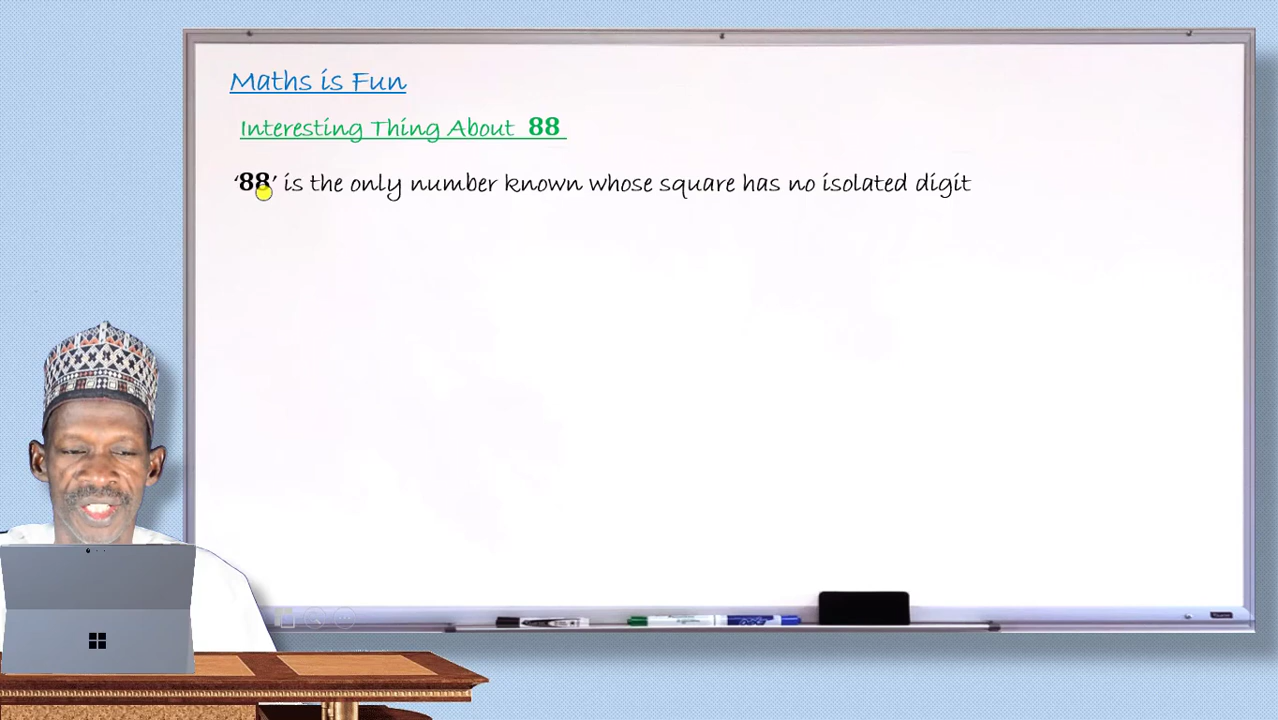 Maths is Fun
Interesting Thing About 88
‘88’ is the only number known whose square has no isolated digit